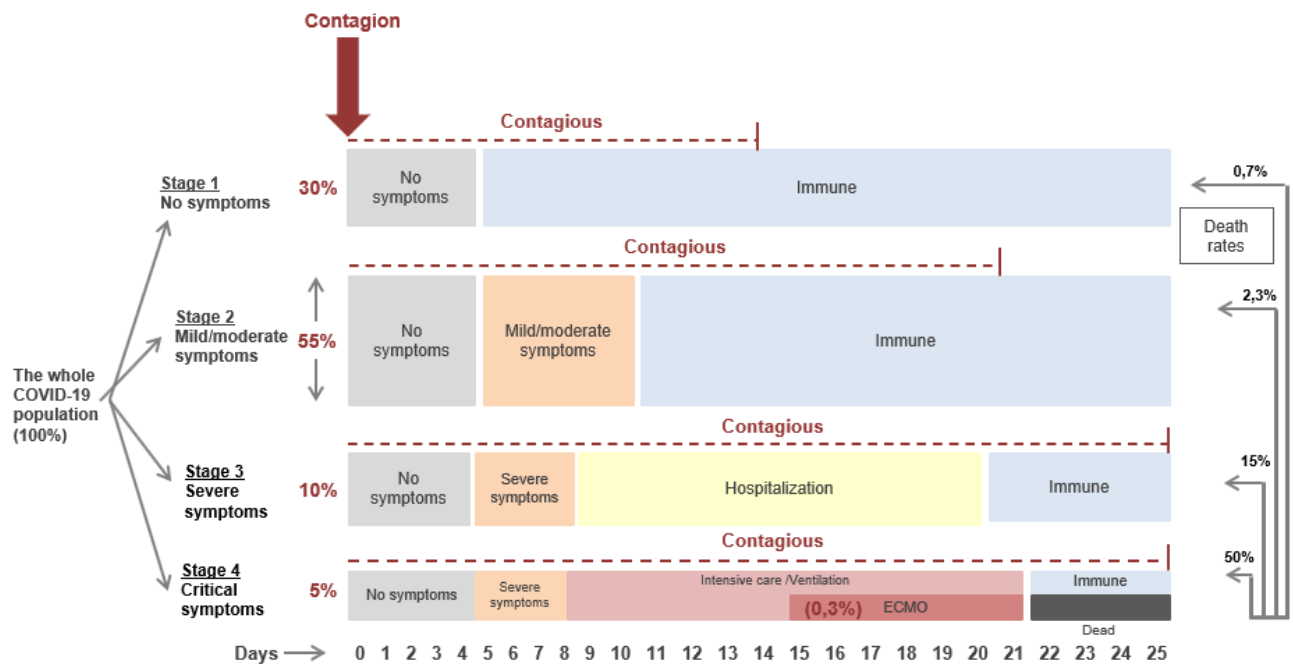 Contagion
Contagious
Stage 1
No symptoms
30%
No
symptoms
Immune
0,7%
Death
rates
Contagious
Stage 2
Mild/moderate
symptoms
55%
No
symptoms
Mild/moderate
symptoms
Immune
2,3%
The whole
COVID-19
population
(100%)
Contagious
Stage 3
Severe
symptoms
10%
No
symptoms
Severe
symptoms
Hospitalization
Immune
15%
Contagious
Stage 4
Critical
symptoms
5%
No symptoms
Severe
symptoms
Intensive care /Ventilation
(0,3%) ECMO
Immune
Dead
50%
Days 0 1 2 3 4 5 6 7 8 9 10 11 12 13 14 15 16 17 18 19 20 21 22 23 24 25